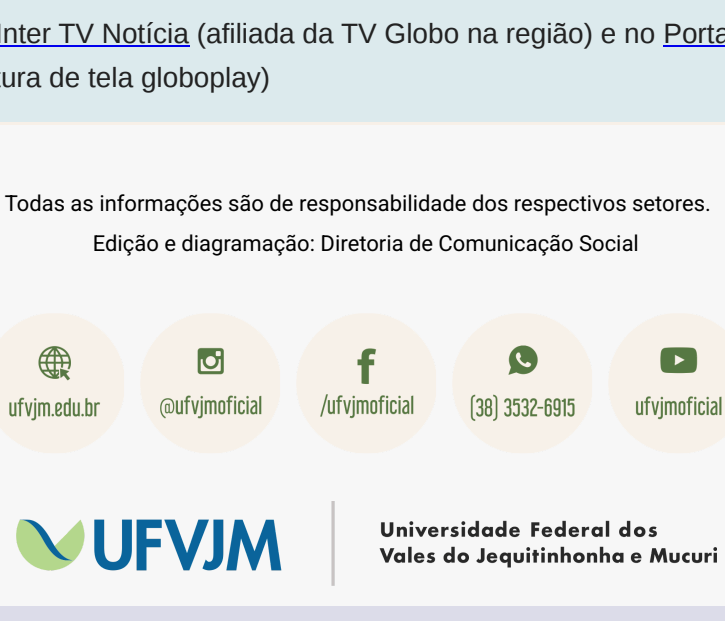 Inter TV Notícia (afiliada da TV Globo na região) e no Porta
tura de tela globoplay)
Todas as informações são de responsabilidade dos respectivos setores.
Edição e diagramação: Diretoria de Comunicação Social
ufvjm.edu.br
@ufvjmoficial
/ufvjmoficial
(38) 3532-6915
ufvjmoficial
UFVJM
Universidade Federal dos
Vales do Jequitinhonha e Mucuri